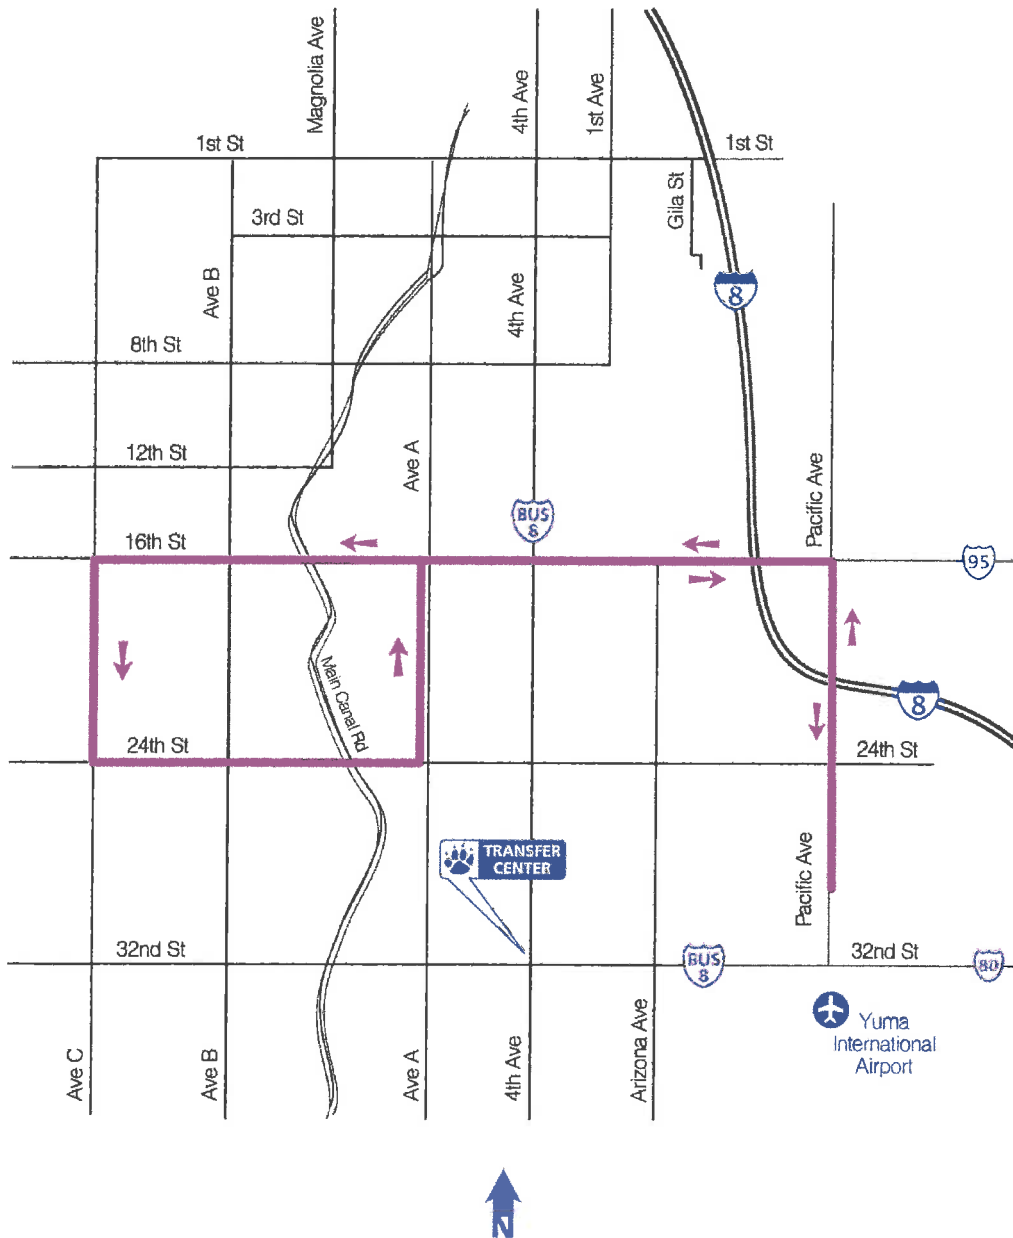 Magnolia Ave
4th Ave
1st Ave
1st St
1st St
Gila St
3rd St
Ave B
4th Ave
8
8th St
12th St
Ave A
Pacific Ave
BUS
8
16th St
95
Main Canal Rd
8
24th St
24th St
TRANSFER
CENTER
Pacific Ave
32nd St
32nd St
BUS
8
80
Yuma
International
Airport
Ave C
Ave B
Ave A
4th Ave
Arizona Ave
N